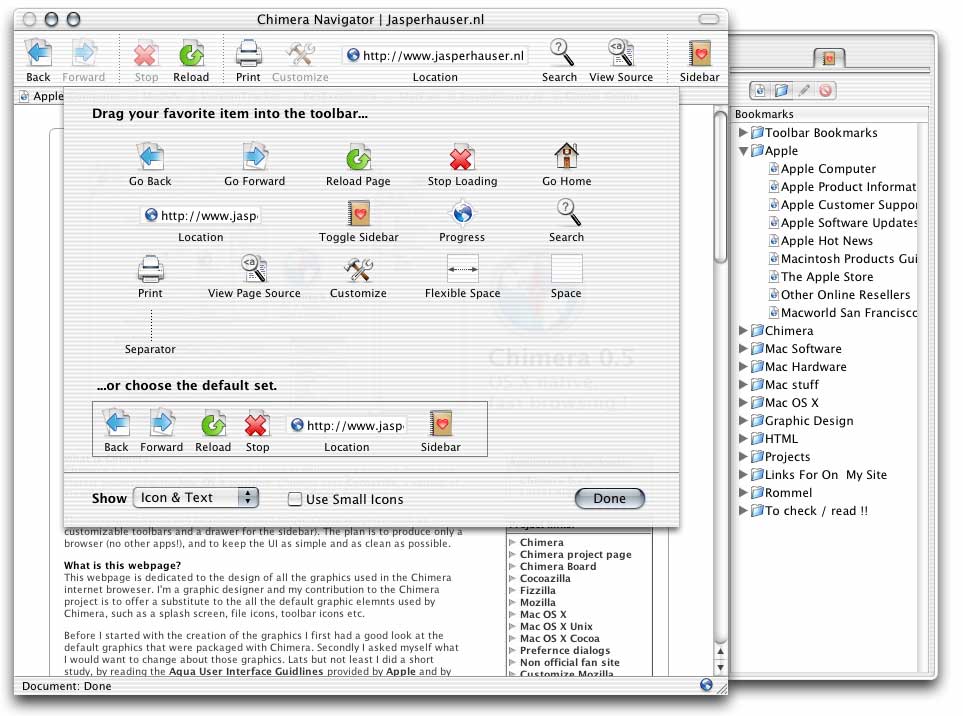 Chimera Navigator | Jasperhauser.nl
Back Forward Stop Reload Print Customize http://www.jasperhauser.nl Location Search View Source Sidebar
Apple
Drag your favorite item into the toolbar...
Go Back Go Forward Reload Page Stop Loading Go Home
http://www.jasp
Location Toggle Sidebar Progress Search
Print View Page Source Customize Flexible Space Space
Separator
Chimera 0.5
OS X native.
fast browsing !
...or choose the default set.
http://www.jasp
Back Forward Reload Stop Location Sidebar
Show Icon & Text Use Small Icons Done
customizable toolbars and a drawer for the sidebar). The plan is to produce only a
browser (no other apps!), and to keep the UI as simple and as clean as possible.
What is this webpage?
This webpage is dedicated to the design of all the graphics used in the Chimera
internet broweser. I'm a graphic designer and my contribution to the Chimera
project is to offer a substitute to the all the default graphic elemnts used by
Chimera, such as a splash screen, file icons, toolbar icons etc.
Before I started with the creation of the graphics I first had a good look at the
default graphics that were packaged with Chimera. Secondly I asked myself what
I would want to change about those graphics. Lats but not least I did a short
study, by reading the Aqua User Interface Guidlines provided by Apple and by
Project links:
Chimera
Chimera project page
Chimera Board
Cocoazilla
Fizzilla
Mozilla
Mac OS X
Mac OS X Unix
Mac OS X Cocoa
Prefernce dialogs
Non official fan site
Customize Mozilla
Document: Done
Bookmarks
Toolbar Bookmarks
Apple
Apple Computer
Apple Product Informat
Apple Customer Suppor
Apple Software Updates
Apple Hot News
Macintosh Products Gui
The Apple Store
Other Online Resellers
Macworld San Francisco
Chimera
Mac Software
Mac Hardware
Mac stuff
Mac OS X
Graphic Design
HTML
Projects
Links For On My Site
Rommel
To check / read !!